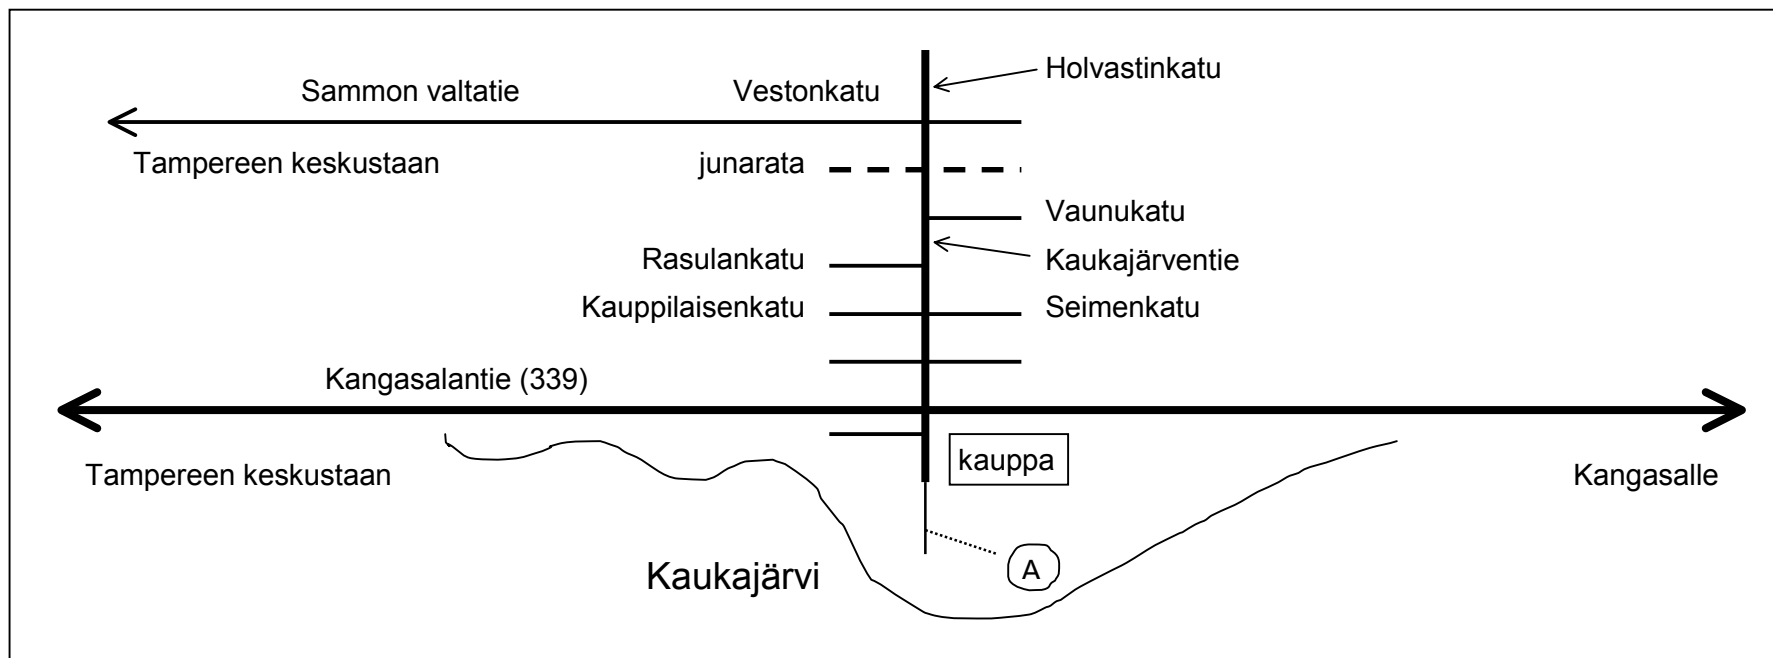 Holvastinkatu
Sammon valtatie
Vestonkatu
Tampereen keskustaan
junarata
Vaunukatu
Rasulankatu
Kaukajärventie
Kauppilaisenkatu
Seimenkatu
Kangasalantie (339)
kauppa
Tampereen keskustaan
Kangasalle
Kaukajärvi
A